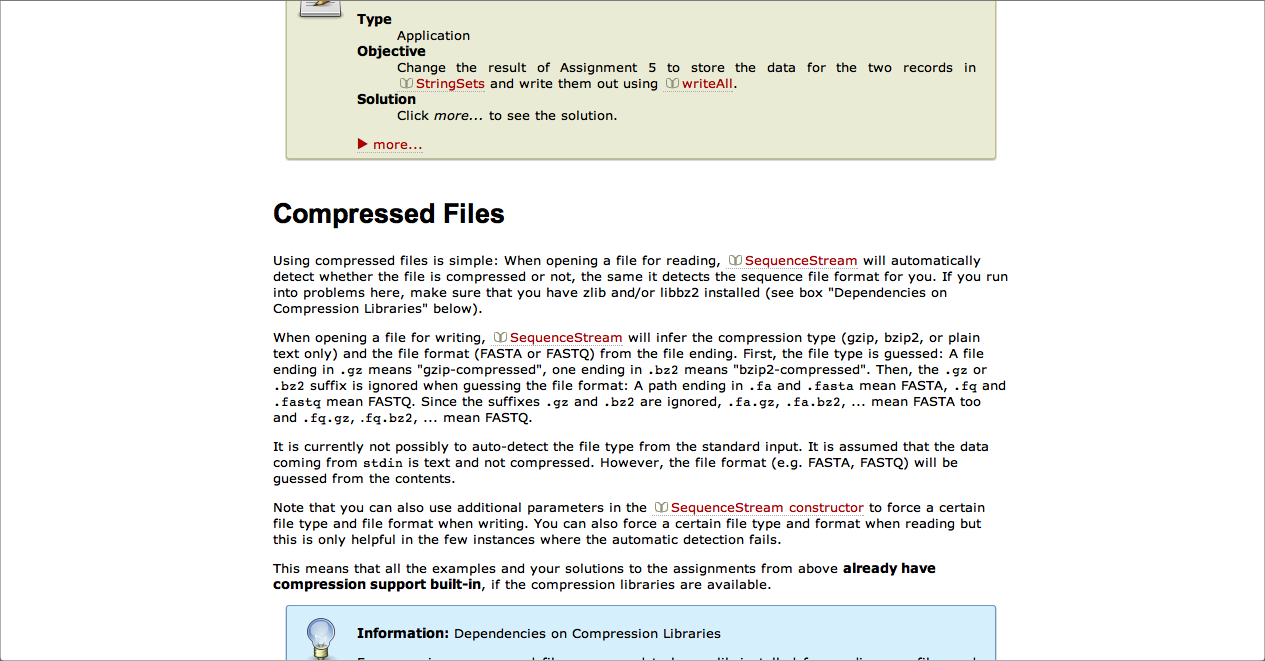 Type
Application
Objective
Change the result of Assignment 5 to store the data for the two records in
StringSets and write them out using writeAll.
Solution
Click more... to see the solution.
more...
Compressed Files
Using compressed files is simple: When opening a file for reading, SequenceStream will automatically
detect whether the file is compressed or not, the same it detects the sequence file format for you. If you run
into problems here, make sure that you have zlib and/or libbz2 installed (see box "Dependencies on
Compression Libraries" below).
When opening a file for writing, SequenceStream will infer the compression type (gzip, bzip2, or plain
text only) and the file format (FASTA or FASTQ) from the file ending. First, the file type is guessed: A file
ending in .gz means "gzip-compressed", one ending in .bz2 means "bzip2-compressed". Then, the .gz or
.bz2 suffix is ignored when guessing the file format: A path ending in .fa and .fasta mean FASTA, .fq and
.fastq mean FASTQ. Since the suffixes .gz and .bz2 are ignored, .fa.gz, .fa.bz2, ... mean FASTA too
and .fq.gz, .fq.bz2, ... mean FASTQ.
It is currently not possibly to auto-detect the file type from the standard input. It is assumed that the data
coming from stdin is text and not compressed. However, the file format (e.g. FASTA, FASTQ) will be
guessed from the contents.
Note that you can also use additional parameters in the SequenceStream constructor to force a certain
file type and file format when writing. You can also force a certain file type and format when reading but
this is only helpful in the few instances where the automatic detection fails.
This means that all the examples and your solutions to the assignments from above already have
compression support built-in, if the compression libraries are available.
Information: Dependencies on Compression Libraries